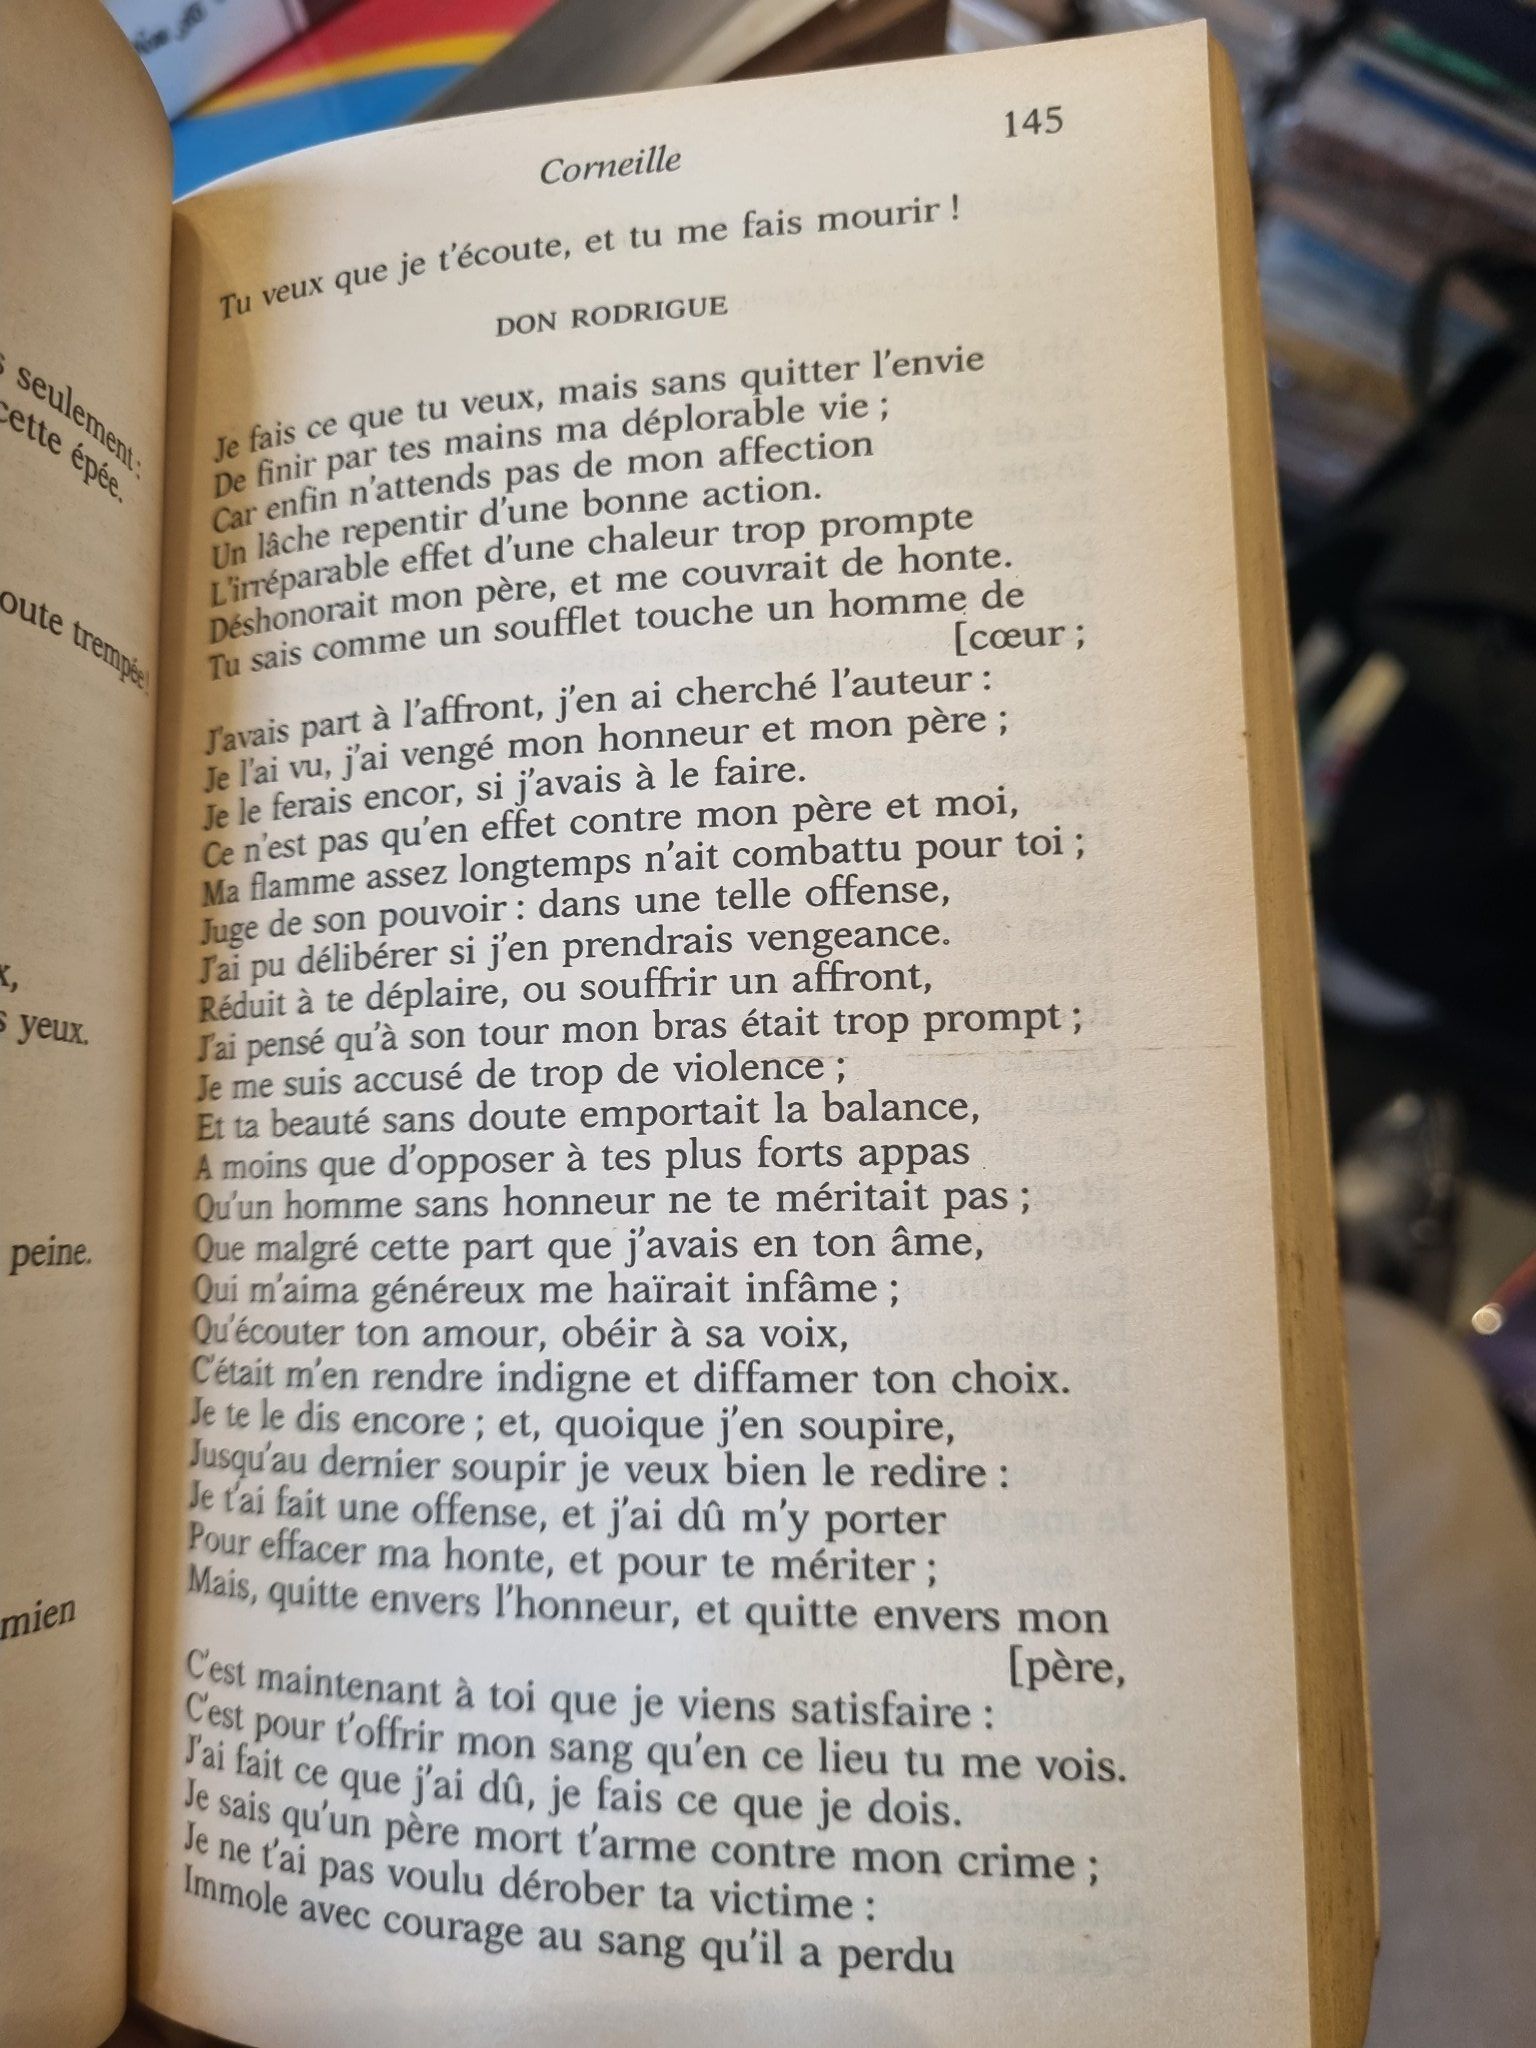 s seulement :
cette épée.
oute trempée !
x,
s yeux.
peine.
mien
145
Corneille
Tu veux que je t'écoute, et tu me fais mourir !
DON RODRIGUE
Je fais ce que tu veux, mais sans quitter l'envie
De finir par tes mains ma déplorable vie ;
Car enfin n'attends pas de mon affection
Un lâche repentir d'une bonne action.
L'irréparable effet d'une chaleur trop prompte
Déshonorait mon père, et me couvrait de honte.
Tu sais comme un soufflet touche un homme de
[cœur ;
J'avais part à l'affront, j'en ai cherché l'auteur :
Je l'ai vu, j'ai vengé mon honneur et mon père ;
Je le ferais encor, si j'avais à le faire.
Ce n'est pas qu'en effet contre mon père et moi,
Ma flamme assez longtemps n'ait combattu pour toi ;
Juge de son pouvoir : dans une telle offense,
J'ai pu délibérer si j'en prendrais vengeance.
Réduit à te déplaire, ou souffrir un affront,
J'ai pensé qu'à son tour mon bras était trop prompt ;
Je me suis accusé de trop de violence ;
Et ta beauté sans doute emportait la balance,
A moins que d'opposer à tes plus forts appas
Qu'un homme sans honneur ne te méritait pas ;
Que malgré cette part que j'avais en ton âme,
Qui m'aima généreux me haïrait infâme ;
Qu'écouter ton amour, obéir à sa voix,
C'était m'en rendre indigne et diffamer ton choix.
Je te le dis encore ; et, quoique j'en soupire,
Jusqu'au dernier soupir je veux bien le redire :
Je t'ai fait une offense, et j'ai dû m'y porter
Pour effacer ma honte, et pour te mériter ;
Mais, quitte envers l'honneur, et quitte envers mon
[père,
C'est maintenant à toi que je viens satisfaire :
C'est pour t'offrir mon sang qu'en ce lieu tu me vois.
J'ai fait ce que j'ai dû, je fais ce que je dois.
Je sais qu'un père mort t'arme contre mon crime ;
Je ne t'ai pas voulu dérober ta victime :
Immole avec courage au sang qu'il a perdu